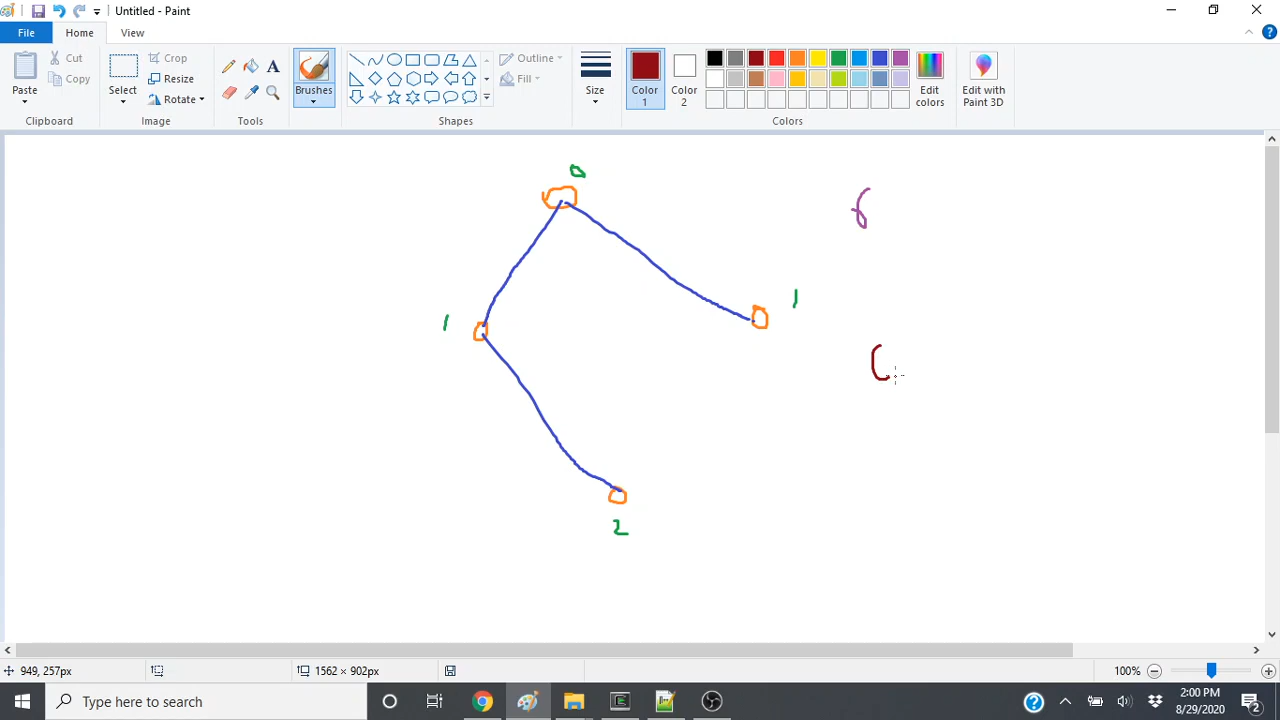 Untitled - Paint
File Home View
Paste
Cut
Copy
Clipboard
Select
Crop
Resize
Rotate
Image
Tools
Brushes
Outline
Fill
Shapes
Size
Color 1
Color 2
Edit colors
Colors
Edit with Paint 3D
0
1
1
2
949, 257px
1562 × 902px
100%
Type here to search
2:00 PM
8/29/2020
2